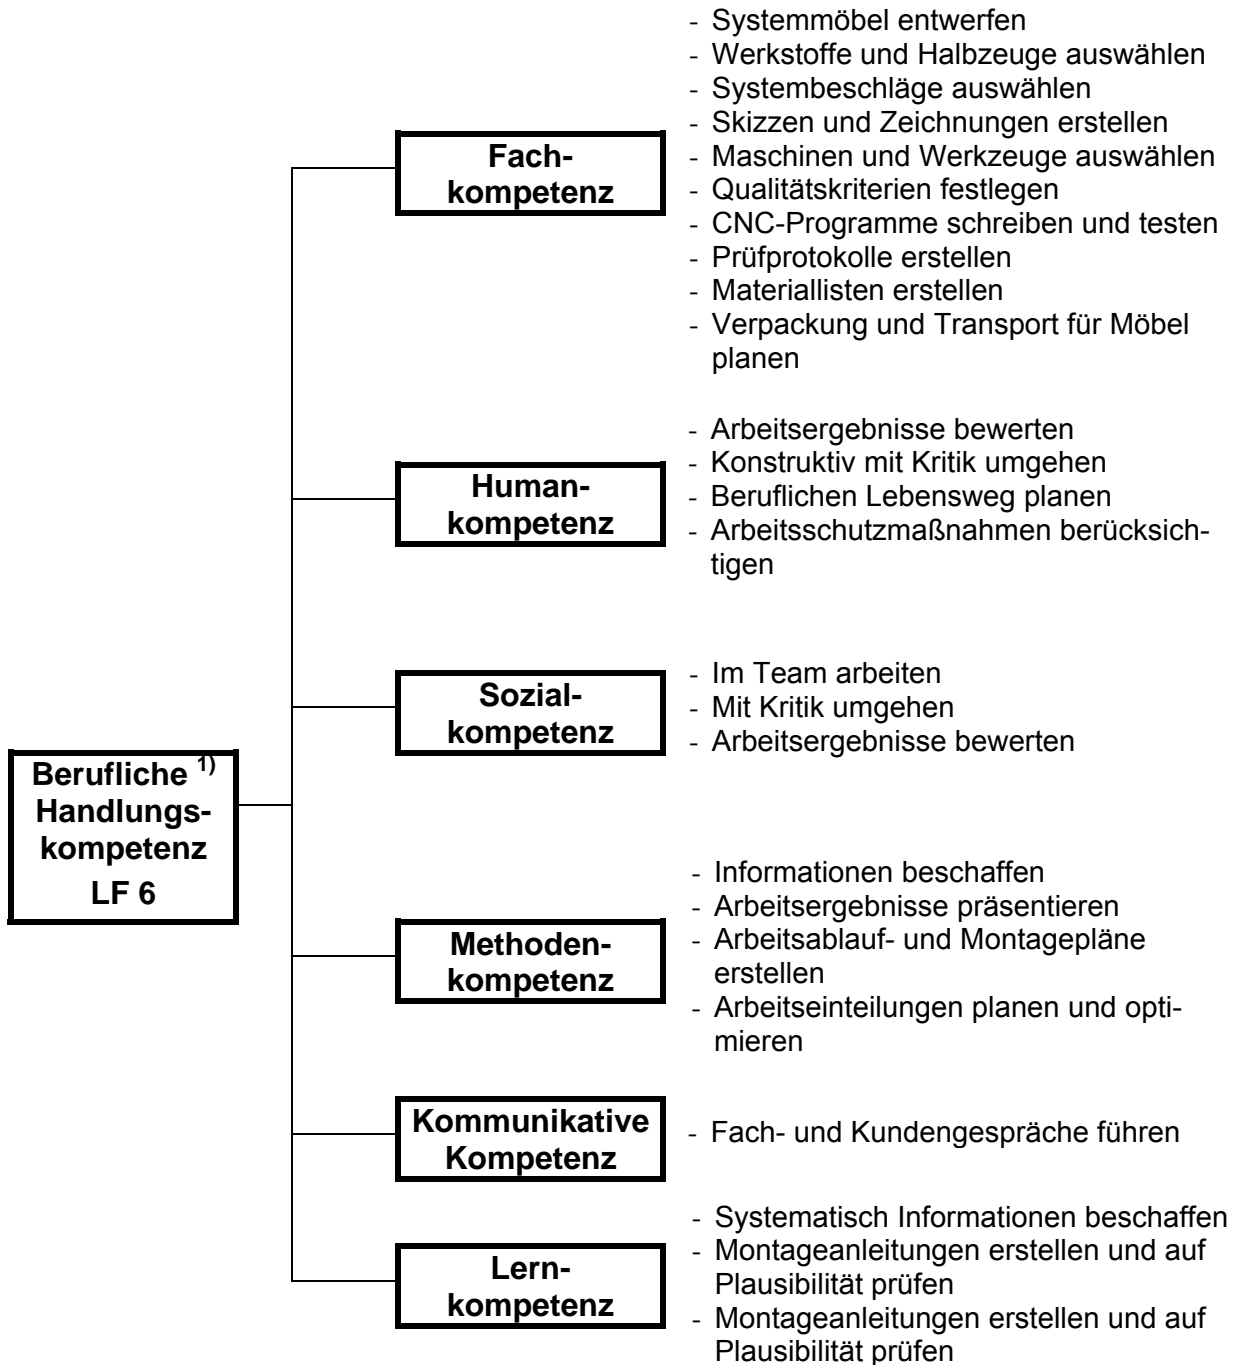 - Systemmöbel entwerfen
- Werkstoffe und Halbzeuge auswählen
- Systembeschläge auswählen
- Skizzen und Zeichnungen erstellen
- Maschinen und Werkzeuge auswählen
- Qualitätskriterien festlegen
- CNC-Programme schreiben und testen
- Prüfprotokolle erstellen
- Materiallisten erstellen
- Verpackung und Transport für Möbel
planen
Fach-
kompetenz
- Arbeitsergebnisse bewerten
- Konstruktiv mit Kritik umgehen
- Beruflichen Lebensweg planen
- Arbeitsschutzmaßnahmen berücksich-
tigen
Human-
kompetenz
- Im Team arbeiten
- Mit Kritik umgehen
- Arbeitsergebnisse bewerten
Sozial-
kompetenz
Berufliche 1)
Handlungs-
kompetenz
LF 6
- Informationen beschaffen
- Arbeitsergebnisse präsentieren
- Arbeitsablauf- und Montagepläne
erstellen
- Arbeitseinteilungen planen und opti-
mieren
Methoden-
kompetenz
Kommunikative
Kompetenz
- Fach- und Kundengespräche führen
- Systematisch Informationen beschaffen
- Montageanleitungen erstellen und auf
Plausibilität prüfen
- Montageanleitungen erstellen und auf
Plausibilität prüfen
Lern-
kompetenz